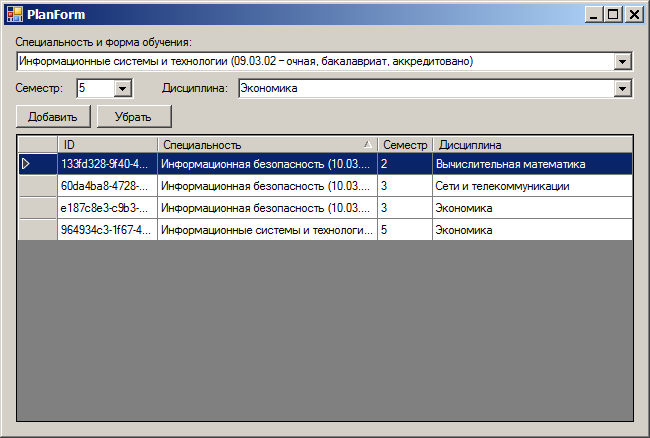 PlanForm
Специальность и форма обучения:
Информационные системы и технологии (09.03.02 – очная, бакалавриат, аккредитовано)
Семестр: 5 Дисциплина: Экономика
Добавить Убрать
ID Специальность Семестр Дисциплина
133fd328-9f40-4... Информационная безопасность (10.03.... 2 Вычислительная математика
60da4ba8-4728-... Информационная безопасность (10.03.... 3 Сети и телекоммуникации
e187c8e3-c9b3-... Информационная безопасность (10.03.... 3 Экономика
964934c3-1f67-4... Информационные системы и технологи... 5 Экономика